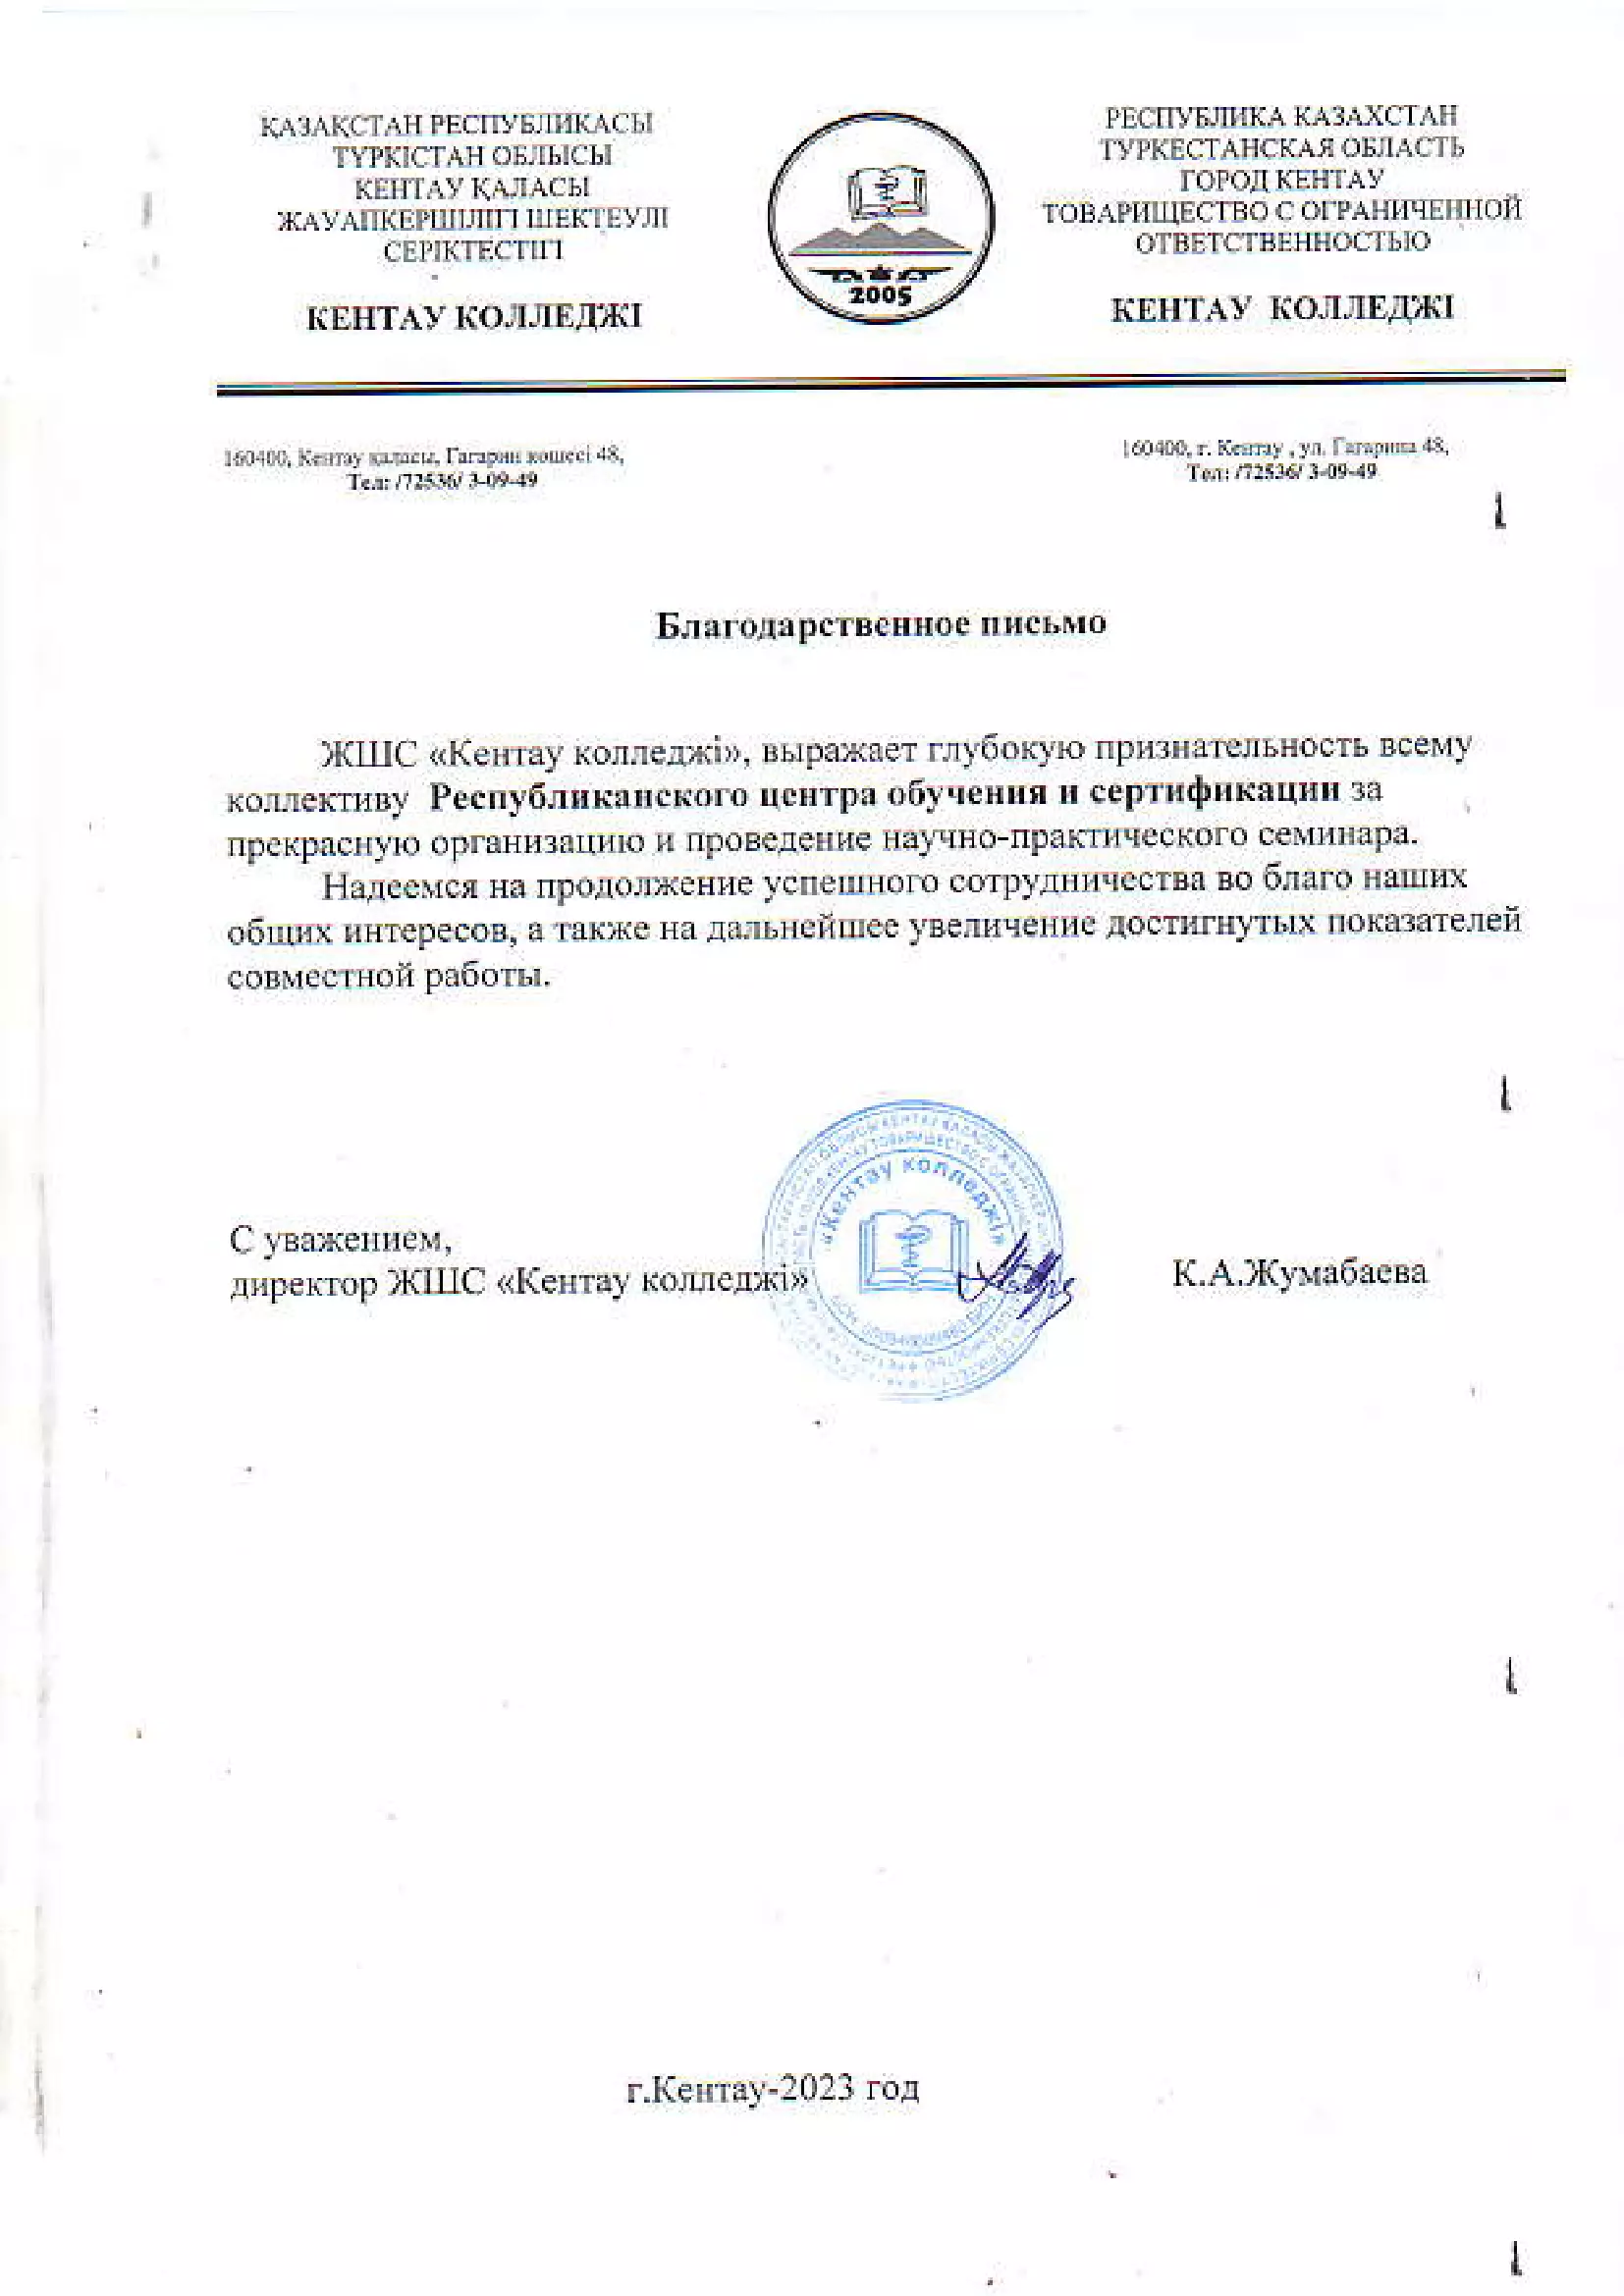 ҚАЗАҚСТАН РЕСПУБЛИКАСЫ
ТҮРКІСТАН ОБЛЫСЫ
КЕНТАУ ҚАЛАСЫ
ЖАУАПКЕРШІЛІГІ ШЕКТЕУЛІ
СЕРІКТЕСТІГІ
КЕНТАУ КОЛЛЕДЖІ
2005
РЕСПУБЛИКА КАЗАХСТАН
ТУРКЕСТАНСКАЯ ОБЛАСТЬ
ГОРОД КЕНТАУ
ТОВАРИЩЕСТВО С ОГРАНИЧЕННОЙ
ОТВЕТСТВЕННОСТЬЮ
КЕНТАУ КОЛЛЕДЖІ
160400, Кентау қаласы, Гагарин көшесі 48,
Тел: /72536/ 3-09-49
160400, г. Кентау , ул. Гагарина 48,
Тел: /72536/ 3-09-49
Благодарственное письмо
ЖШС «Кентау колледжі», выражает глубокую признательность всему
коллективу Республиканского центра обучения и сертификации за
прекрасную организацию и проведение научно-практического семинара.
Надеемся на продолжение успешного сотрудничества во благо наших
общих интересов, а также на дальнейшее увеличение достигнутых показателей
совместной работы.
«Кентау колледжі»
С уважением,
директор ЖШС «Кентау колледжі»
К.А.Жумабаева
г.Кентау-2023 год